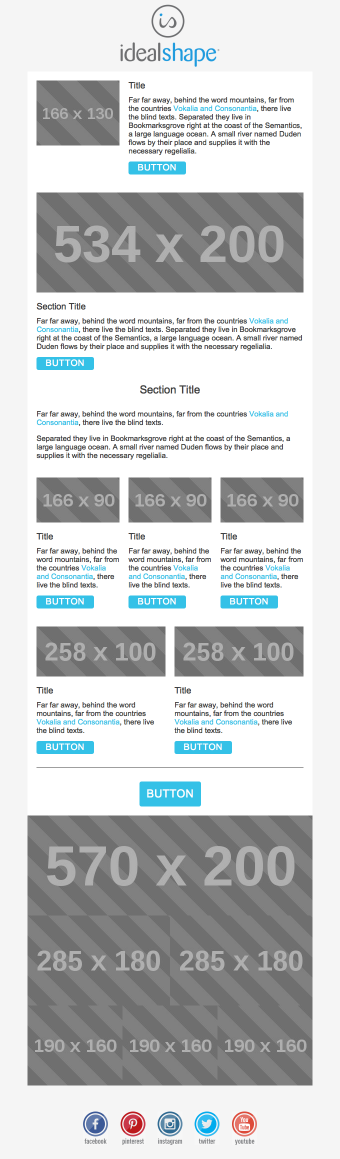 is
idealshape
166 x 130
Title
Far far away, behind the word mountains, far from
the countries Vokalia and Consonantia, there live
the blind texts. Separated they live in
Bookmarksgrove right at the coast of the Semantics,
a large language ocean. A small river named Duden
flows by their place and supplies it with the
necessary regelialia.
BUTTON
534 x 200
Section Title
Far far away, behind the word mountains, far from the countries Vokalia and
Consonantia, there live the blind texts. Separated they live in Bookmarksgrove
right at the coast of the Semantics, a large language ocean. A small river named
Duden flows by their place and supplies it with the necessary regelialia.
BUTTON
Section Title
Far far away, behind the word mountains, far from the countries Vokalia and
Consonantia, there live the blind texts.
Separated they live in Bookmarksgrove right at the coast of the Semantics, a
large language ocean. A small river named Duden flows by their place and
supplies it with the necessary regelialia.
166 x 90
166 x 90
166 x 90
Title
Far far away, behind the
word mountains, far from
the countries Vokalia
and Consonantia, there
live the blind texts.
BUTTON
Title
Far far away, behind the
word mountains, far from
the countries Vokalia
and Consonantia, there
live the blind texts.
BUTTON
Title
Far far away, behind the
word mountains, far from
the countries Vokalia
and Consonantia, there
live the blind texts.
BUTTON
258 x 100
258 x 100
Title
Far far away, behind the word
mountains, far from the countries
Vokalia and Consonantia, there live
the blind texts.
BUTTON
Title
Far far away, behind the word
mountains, far from the countries
Vokalia and Consonantia, there live
the blind texts.
BUTTON
BUTTON
570 x 200
285 x 180
285 x 180
190 x 160
190 x 160
190 x 160
You
Tube
facebook
pinterest
instagram
twitter
youtube